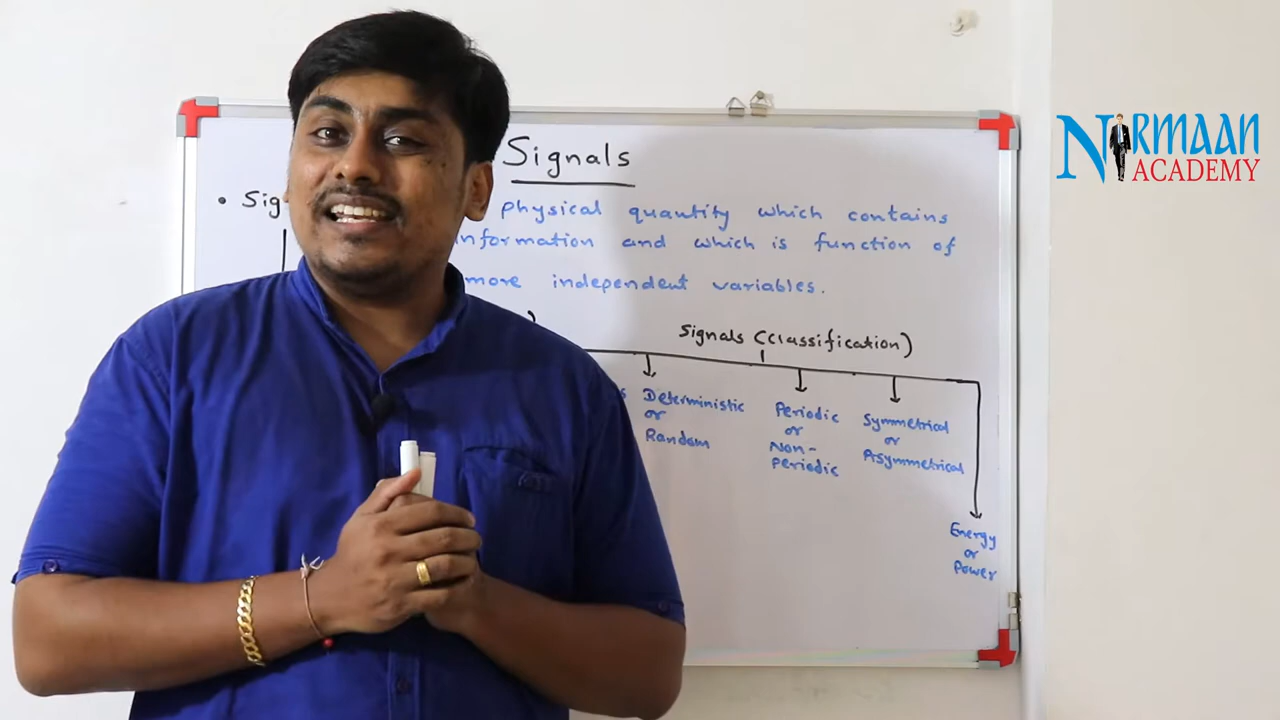 Signals
• Sig physical quantity which contains
information and which is function of
more independent variables.
Signals (classification)
Deterministic
or
Random
Periodic
or
Non-
Periodic
Symmetrical
or
Asymmetrical
Energy
or
Power
NIRMAAN
ACADEMY